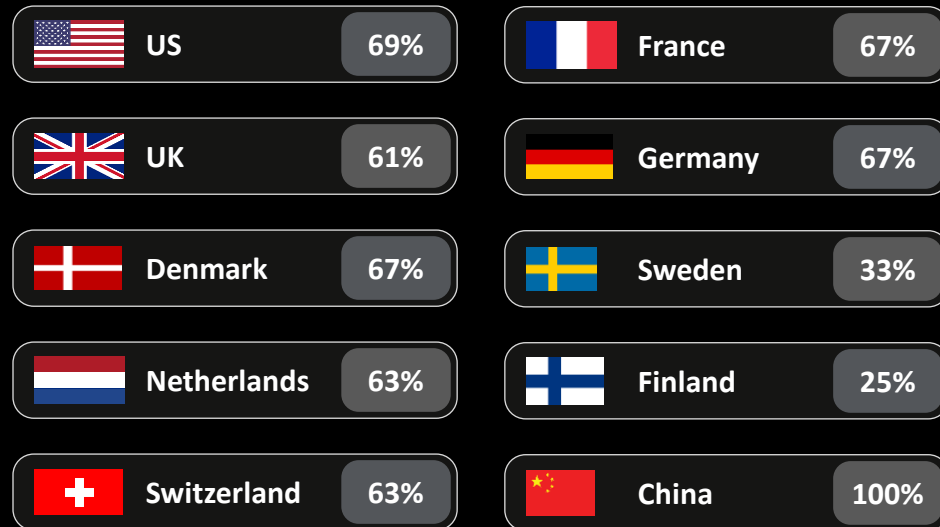 US 69%
UK 61%
Denmark 67%
Netherlands 63%
Switzerland 63%
France 67%
Germany 67%
Sweden 33%
Finland 25%
China 100%